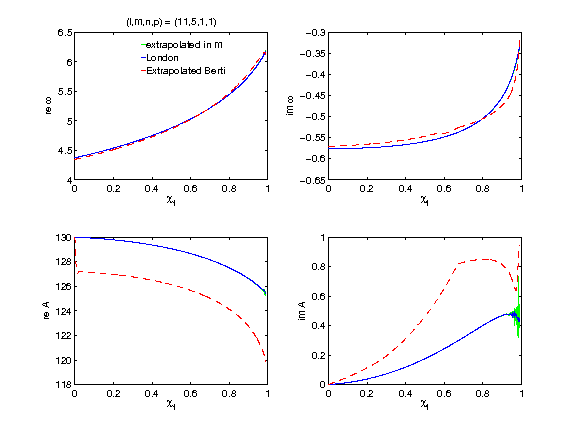 (l,m,n,p) = (11,5,1,1)
6.5
6
5.5
5
4.5
4
re ω
extrapolated in m
London
Extrapolated Berti
0 0.2 0.4 0.6 0.8 1
χf
−0.3
−0.35
−0.4
−0.45
−0.5
−0.55
−0.6
−0.65
im ω
0 0.2 0.4 0.6 0.8 1
χf
130
128
126
124
122
120
118
re A
0 0.2 0.4 0.6 0.8 1
χf
1
0.8
0.6
0.4
0.2
0
im A
0 0.2 0.4 0.6 0.8 1
χf